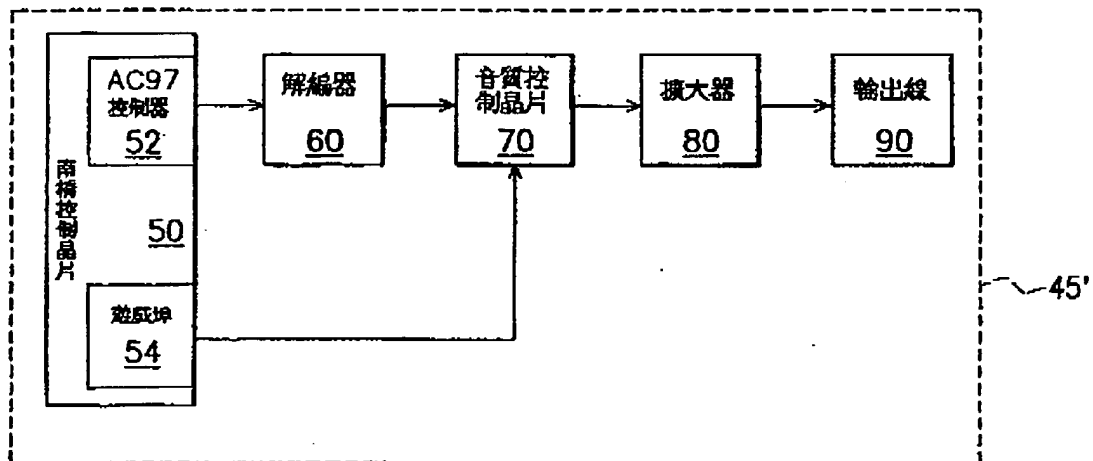 AC97
控制器
52
南橋控制晶片
50
遊戲埠
54
解編器
60
音質控
制晶片
70
擴大器
80
輸出線
90
45'